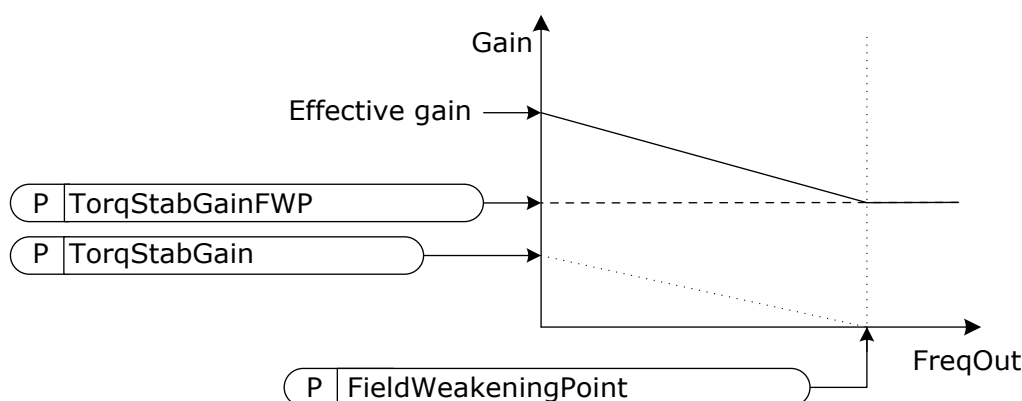 Gain
Effective gain
P TorqStabGainFWP
P TorqStabGain
FreqOut
P FieldWeakeningPoint